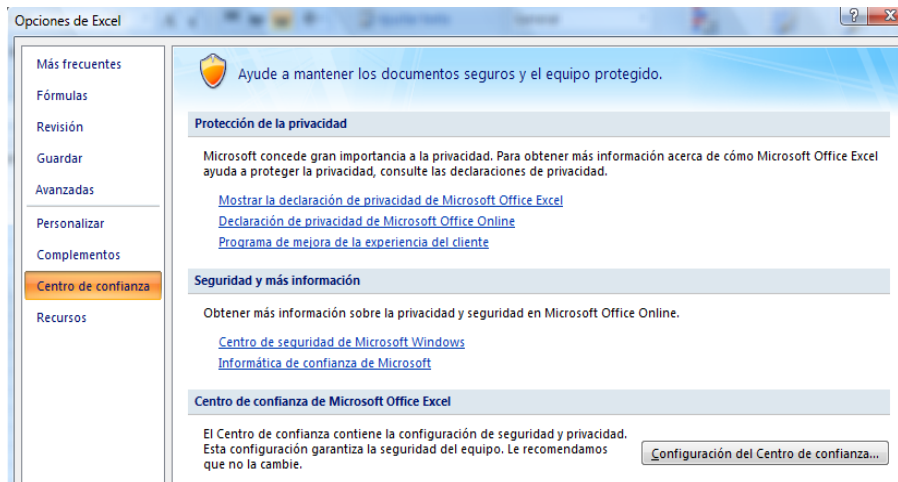 Opciones de Excel
Más frecuentes
Fórmulas
Revisión
Guardar
Avanzadas
Personalizar
Complementos
Centro de confianza
Recursos
Ayude a mantener los documentos seguros y el equipo protegido.
Protección de la privacidad
Microsoft concede gran importancia a la privacidad. Para obtener más información acerca de cómo Microsoft Office Excel
ayuda a proteger la privacidad, consulte las declaraciones de privacidad.
Mostrar la declaración de privacidad de Microsoft Office Excel
Declaración de privacidad de Microsoft Office Online
Programa de mejora de la experiencia del cliente
Seguridad y más información
Obtener más información sobre la privacidad y seguridad en Microsoft Office Online.
Centro de seguridad de Microsoft Windows
Informática de confianza de Microsoft
Centro de confianza de Microsoft Office Excel
El Centro de confianza contiene la configuración de seguridad y privacidad.
Esta configuración garantiza la seguridad del equipo. Le recomendamos
que no la cambie.
Configuración del Centro de confianza...